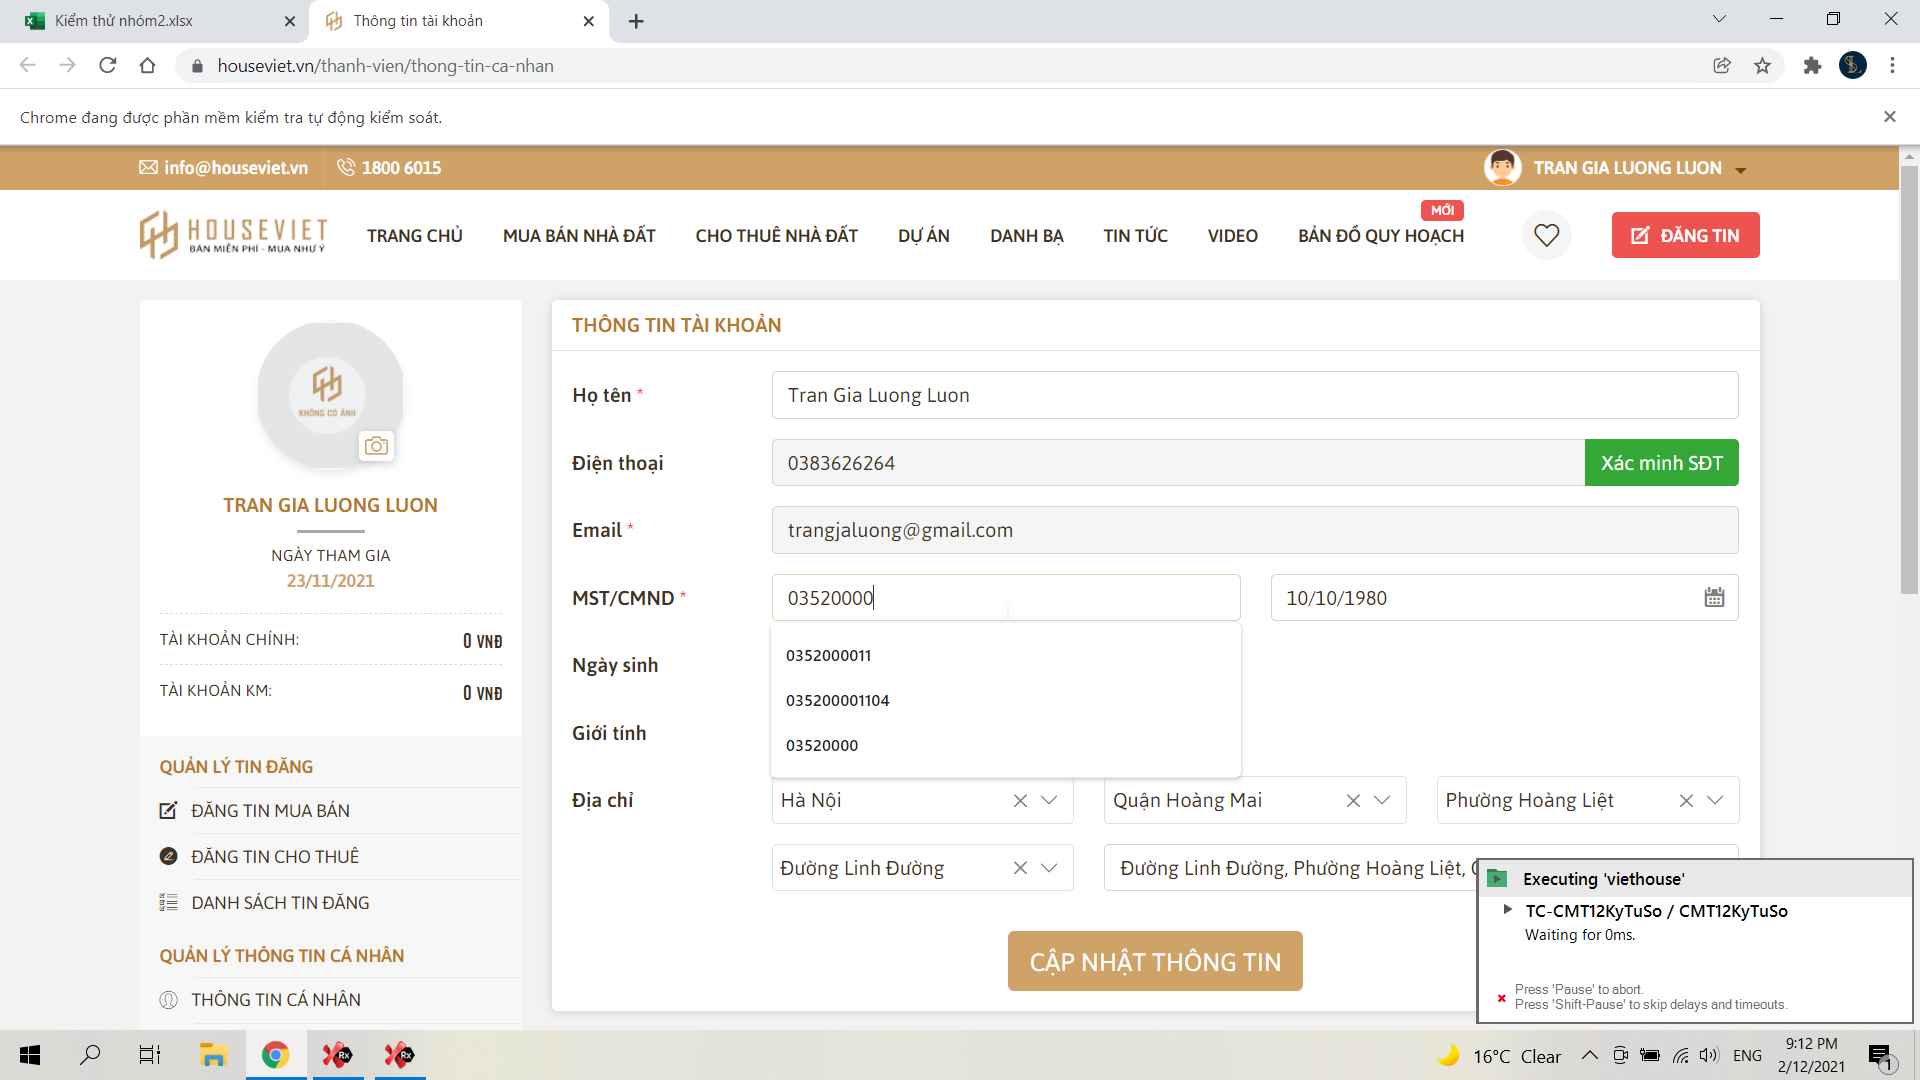 Kiểm thử nhóm2.xlsx
Thông tin tài khoản
houseviet.vn/thanh-vien/thong-tin-ca-nhan
Chrome đang được phần mềm kiểm tra tự động kiểm soát.
info@houseviet.vn
1800 6015
TRAN GIA LUONG LUON
HOUSEVIET
BÁN MIỄN PHÍ - MUA NHƯ Ý
TRANG CHỦ
MUA BÁN NHÀ ĐẤT
CHO THUÊ NHÀ ĐẤT
DỰ ÁN
DANH BẠ
TIN TỨC
VIDEO
BẢN ĐỒ QUY HOẠCH
MỚI
ĐĂNG TIN
KHÔNG CÓ ẢNH
TRAN GIA LUONG LUON
NGÀY THAM GIA
23/11/2021
TÀI KHOẢN CHÍNH: 0 VNĐ
TÀI KHOẢN KM: 0 VNĐ
QUẢN LÝ TIN ĐĂNG
ĐĂNG TIN MUA BÁN
ĐĂNG TIN CHO THUÊ
DANH SÁCH TIN ĐĂNG
QUẢN LÝ THÔNG TIN CÁ NHÂN
THÔNG TIN CÁ NHÂN
THÔNG TIN TÀI KHOẢN
Họ tên * Tran Gia Luong Luon
Điện thoại 0383626264 Xác minh SĐT
Email * trangjaluong@gmail.com
MST/CMND * 03520000 10/10/1980
0352000011
035200001104
03520000
Ngày sinh
Giới tính
Địa chỉ Hà Nội Quận Hoàng Mai Phường Hoàng Liệt
Đường Linh Đường Đường Linh Đường, Phường Hoàng Liệt,
CẬP NHẬT THÔNG TIN
Executing 'viethouse'
TC-CMT12KyTuSo / CMT12KyTuSo
Waiting for 0ms.
Press 'Pause' to abort.
Press 'Shift-Pause' to skip delays and timeouts.
Rx
Rx
16°C Clear
ENG
9:12 PM
2/12/2021
1